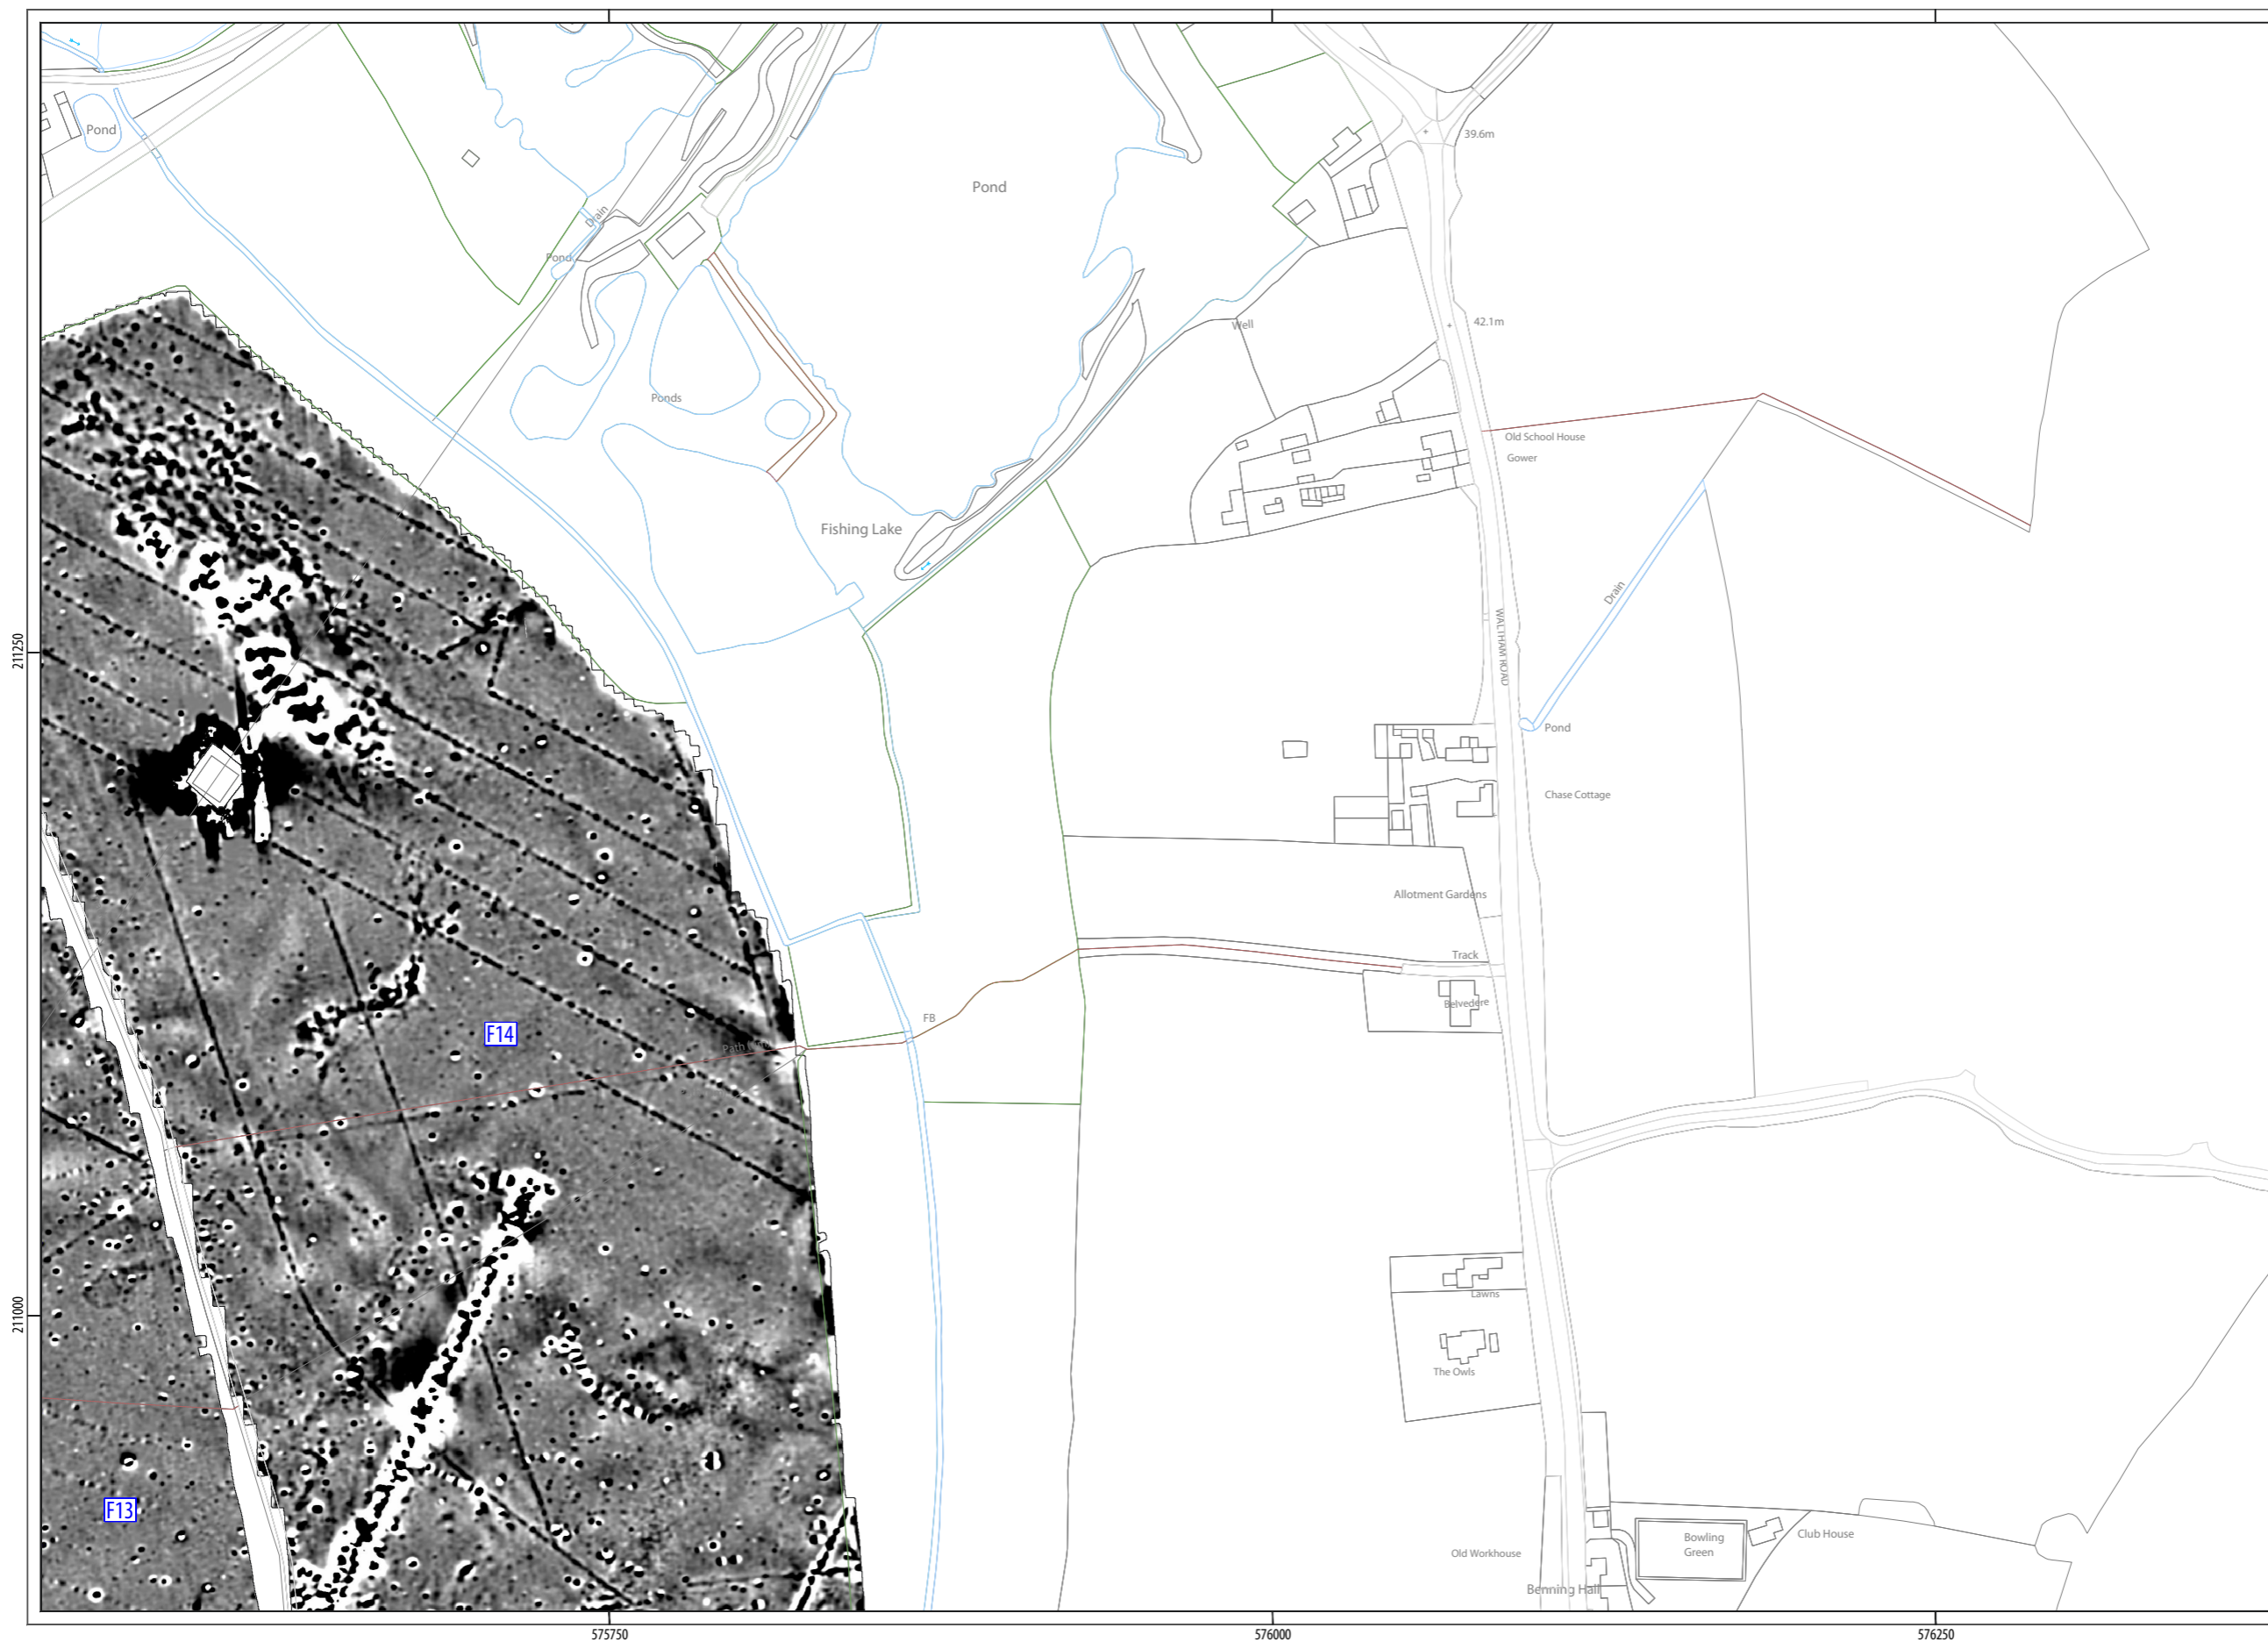 Pond
39.6m
Pond
Drain
Pond
42.1m
Well
Ponds
Old School House
Gower
Fishing Lake
Drain
WALTHAM ROAD
211250
Pond
Chase Cottage
Allotment Gardens
Track
Belvedere
FB
F14
Path
Lawns
211000
The Owls
F13
Bowling
Green
Club House
Old Workhouse
Benning Hall
575750
576000
576250